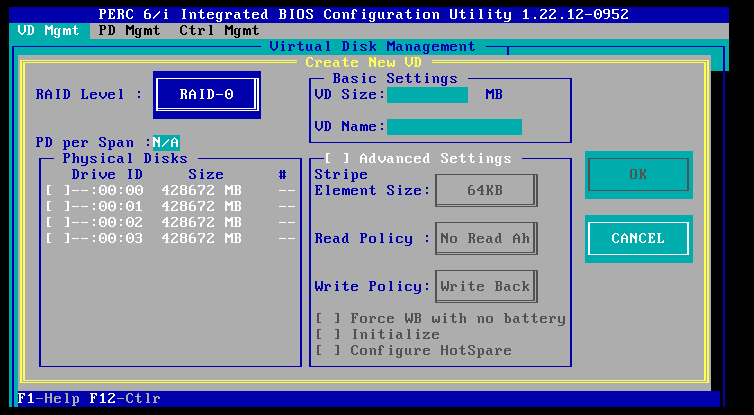 PERC 6/i Integrated BIOS Configuration Utility 1.22.12-0952
VD Mgmt PD Mgmt Ctrl Mgmt
Virtual Disk Management
Create New VD
RAID Level : RAID-0
PD per Span :N/A
Physical Disks
Drive ID Size #
[ ]--:00:00 428672 MB --
[ ]--:00:01 428672 MB --
[ ]--:00:02 428672 MB --
[ ]--:00:03 428672 MB --
Basic Settings
VD Size: MB
VD Name:
[ ] Advanced Settings
Stripe
Element Size: 64KB
Read Policy : No Read Ah
Write Policy: Write Back
[ ] Force WB with no battery
[ ] Initialize
[ ] Configure HotSpare
OK
CANCEL
F1-Help F12-Ctlr